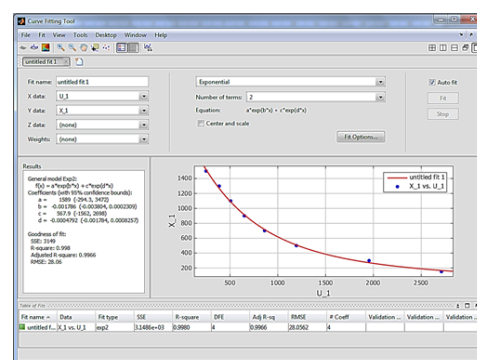 Curve Fitting Tool
File Fit View Tools Desktop Window Help
untitled fit 1
Fit name: untitled fit 1
X data: U_1
Y data: X_1
Z data: (none)
Weights: (none)
Exponential
Number of terms: 2
Equation: a*exp(b*x) + c*exp(d*x)
Center and scale
Fit Options...
Auto fit
Fit
Stop
Results
General model Exp2:
f(x) = a*exp(b*x) + c*exp(d*x)
Coefficients (with 95% confidence bounds):
a = 1589 (-294.3, 3472)
b = -0.001786 (-0.003804, 0.0002309)
c = 567.9 (-1562, 2698)
d = -0.0004792 (-0.001784, 0.0008257)
Goodness of fit:
SSE: 3149
R-square: 0.998
Adjusted R-square: 0.9966
RMSE: 28.06
untitled fit 1
X_1 vs. U_1
1400
1200
1000
800
600
400
200
X_1
500 1000 1500 2000 2500
U_1
Table of Fits
Fit name Data Fit type SSE R-square DFE Adj R-sq RMSE # Coeff Validation ... Validation ... Validation ...
untitled f... X_1 vs. U_1 exp2 3.1486e+03 0.9980 4 0.9966 28.0562 4